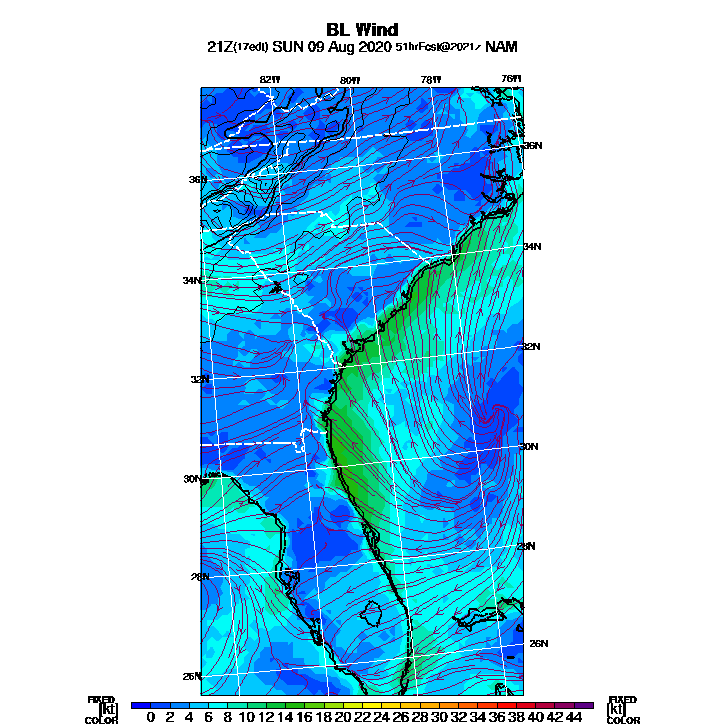 BL Wind
21Z(17edt) SUN 09 Aug 2020 51hrFcst@2021z NAM
82W 80W 78W 76W
36N
36N
34N
34N
32N
32N
30N
30N
28N
28N
26N
26N
FIXED FIXED
[kt] 0 2 4 6 8 10 12 14 16 18 20 22 24 26 28 30 32 34 36 38 40 42 44 [kt]
COLOR COLOR